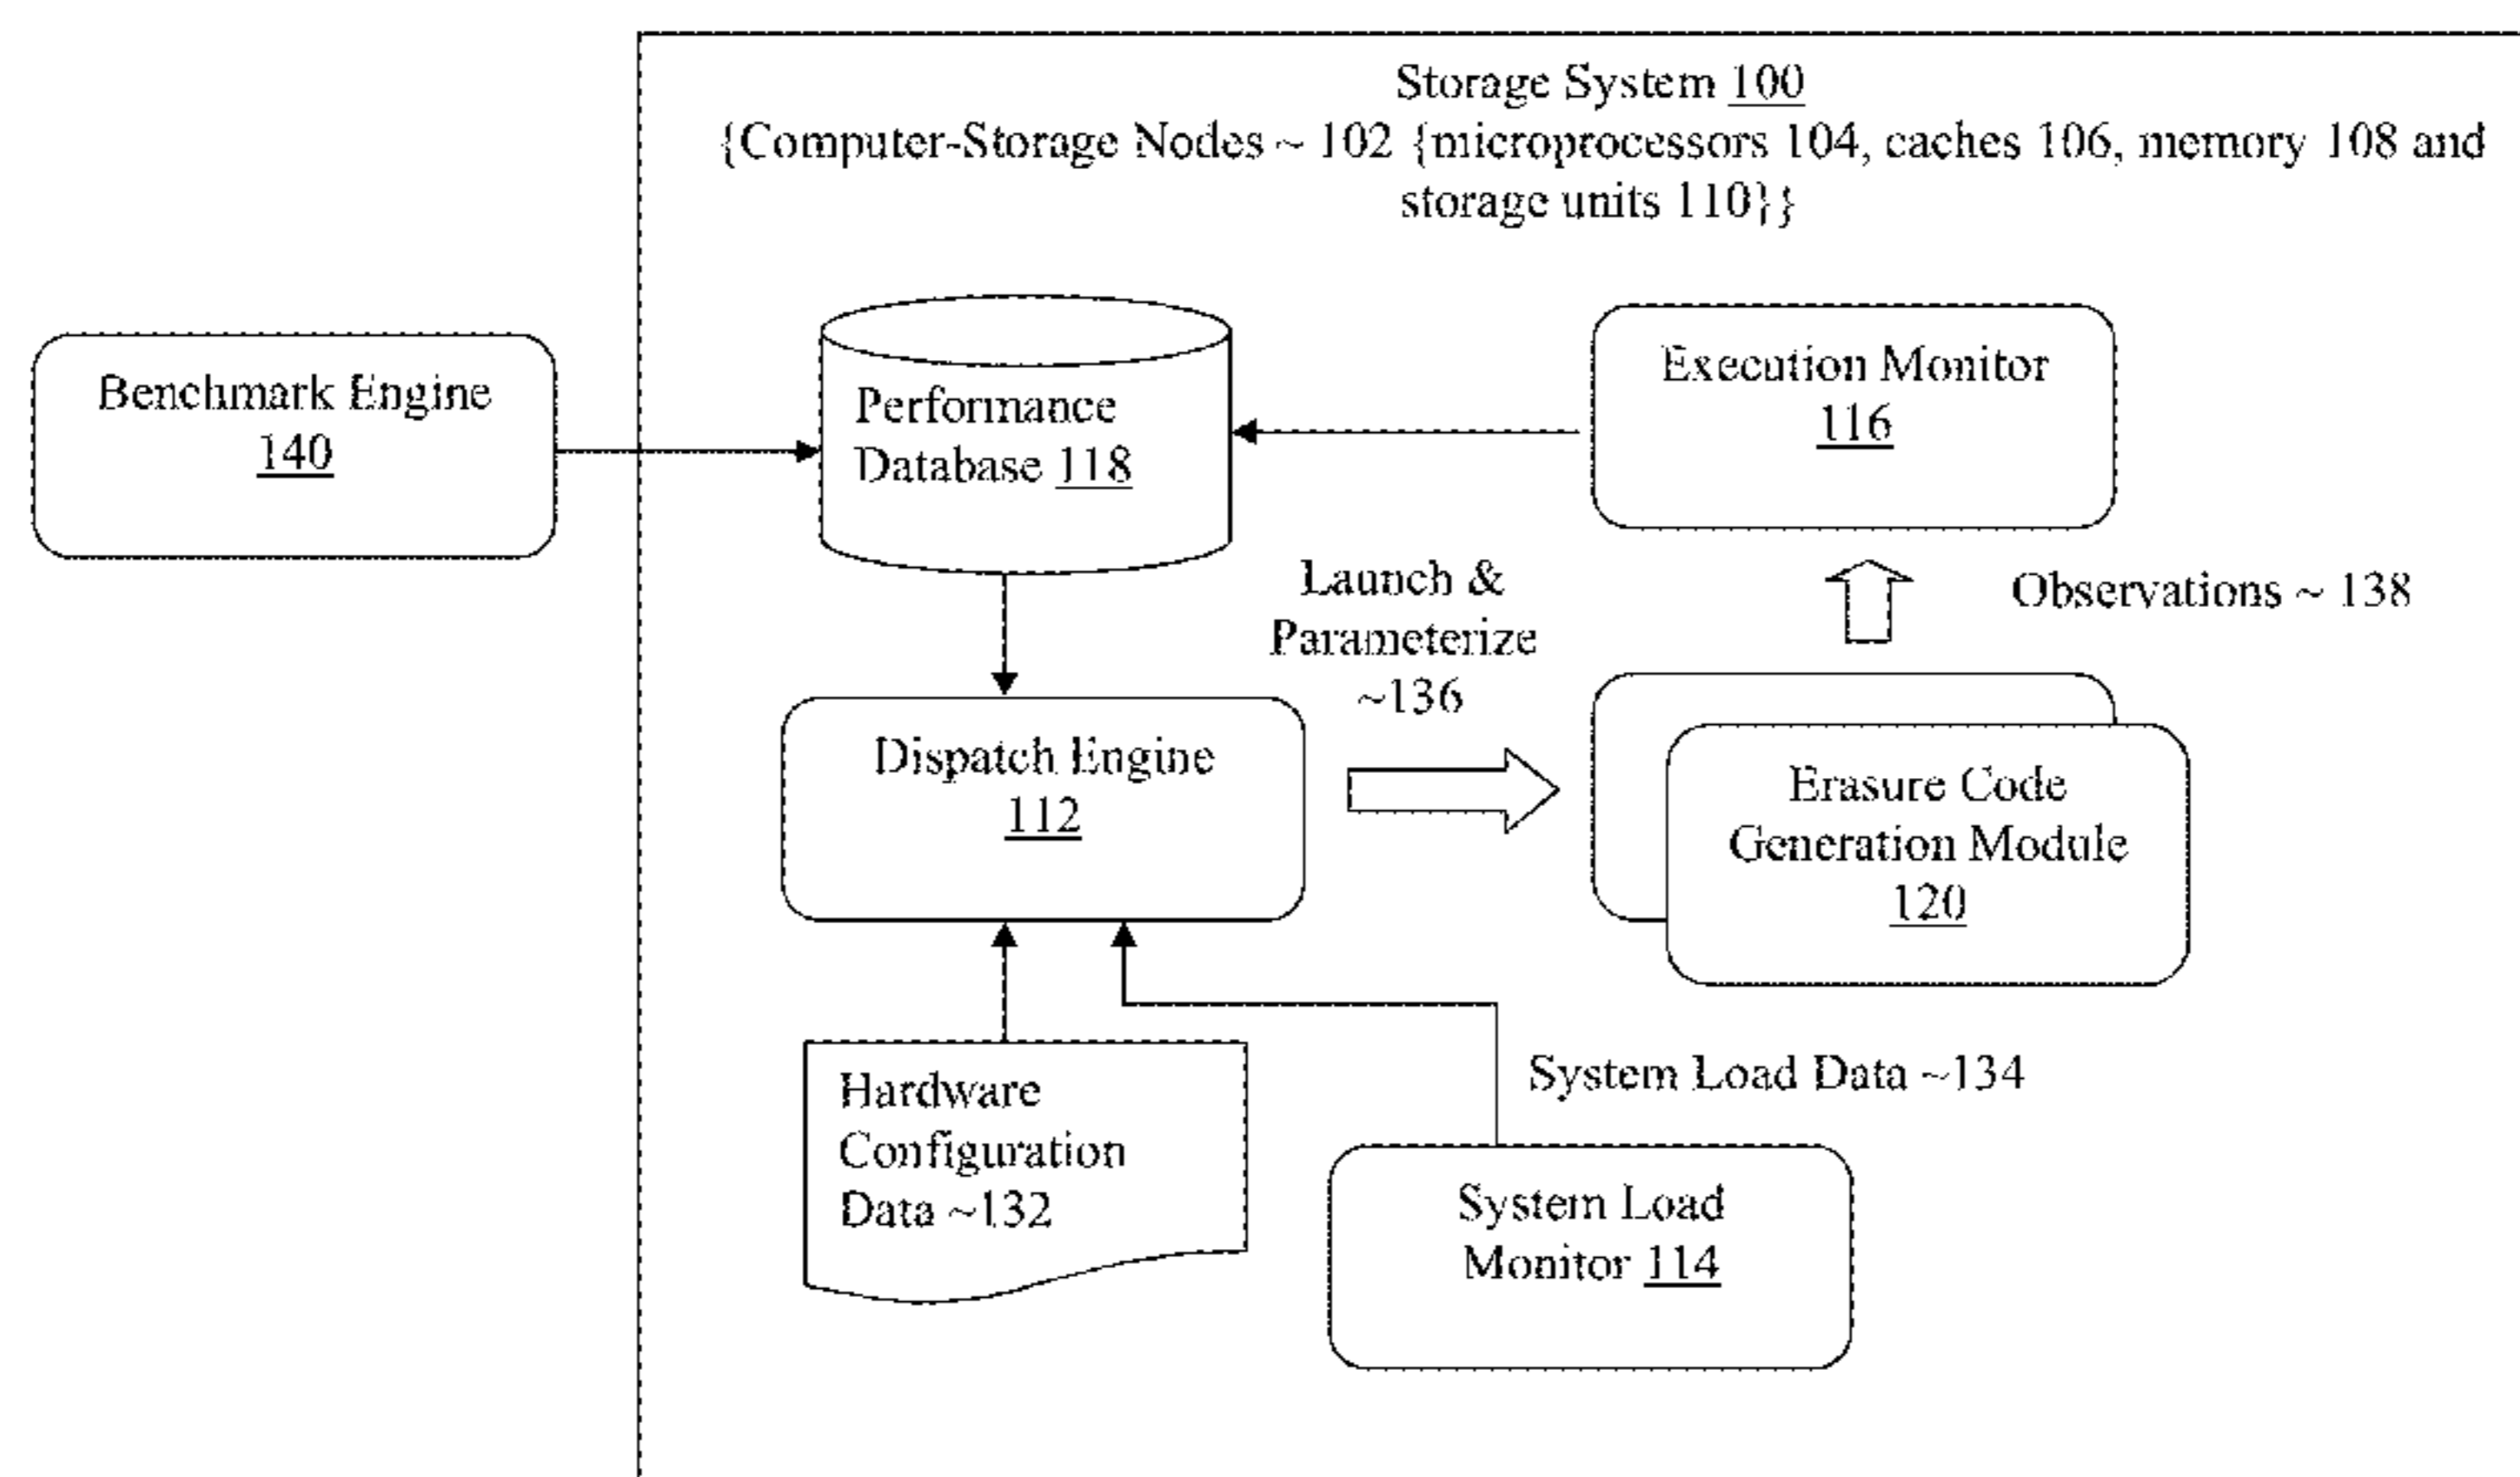 Storage System 100
{Computer-Storage Nodes ~ 102 {microprocessors 104, caches 106, memory 108 and
storage units 110}}
Benchmark Engine
140
Performance
Database 118
Execution Monitor
116
Launch &
Parameterize
~136
Observations ~ 138
Dispatch Engine
112
Erasure Code
Generation Module
120
Hardware
Configuration
Data ~132
System Load Data ~134
System Load
Monitor 114